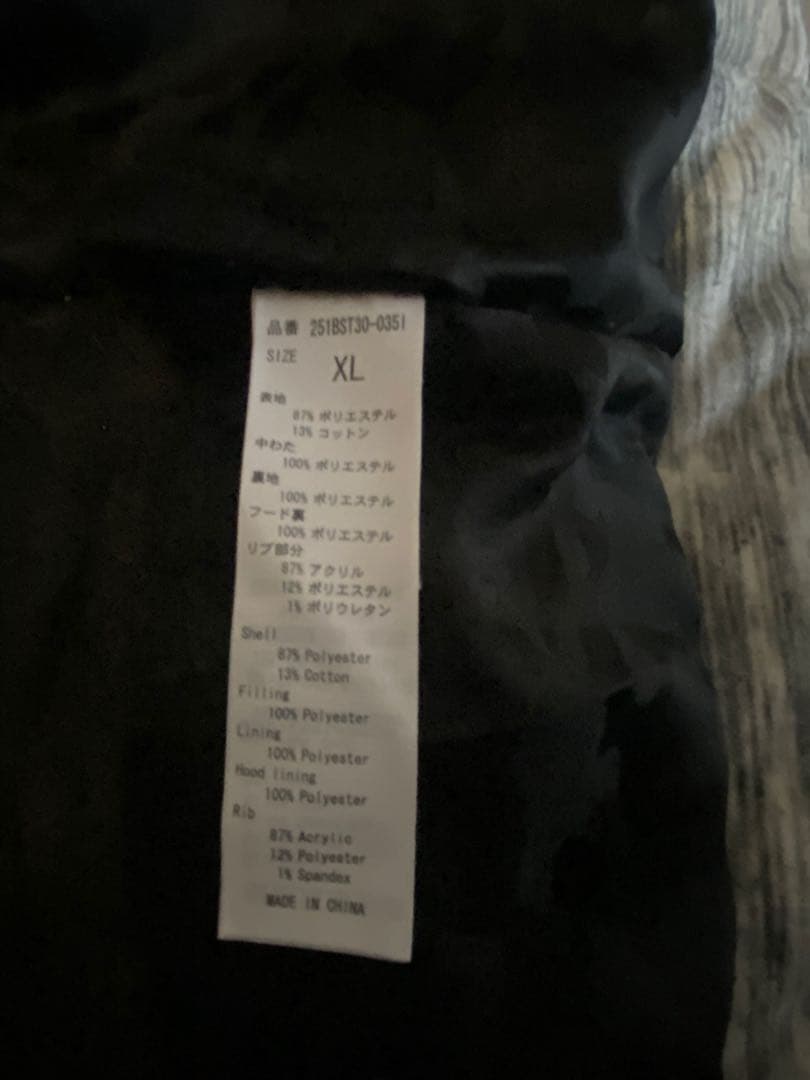 品番 251BST30-0351
SIZE XL
表地
87% ポリエステル
13% コットン
中わた
100% ポリエステル
裏地
100% ポリエステル
フード裏
100% ポリエステル
リブ部分
87% アクリル
12% ポリエステル
1% ポリウレタン
Shell
87% Polyester
13% Cotton
Filling
100% Polyester
Lining
100% Polyester
Hood lining
100% Polyester
Rib
87% Acrylic
12% Polyester
1% Spandex
MADE IN CHINA